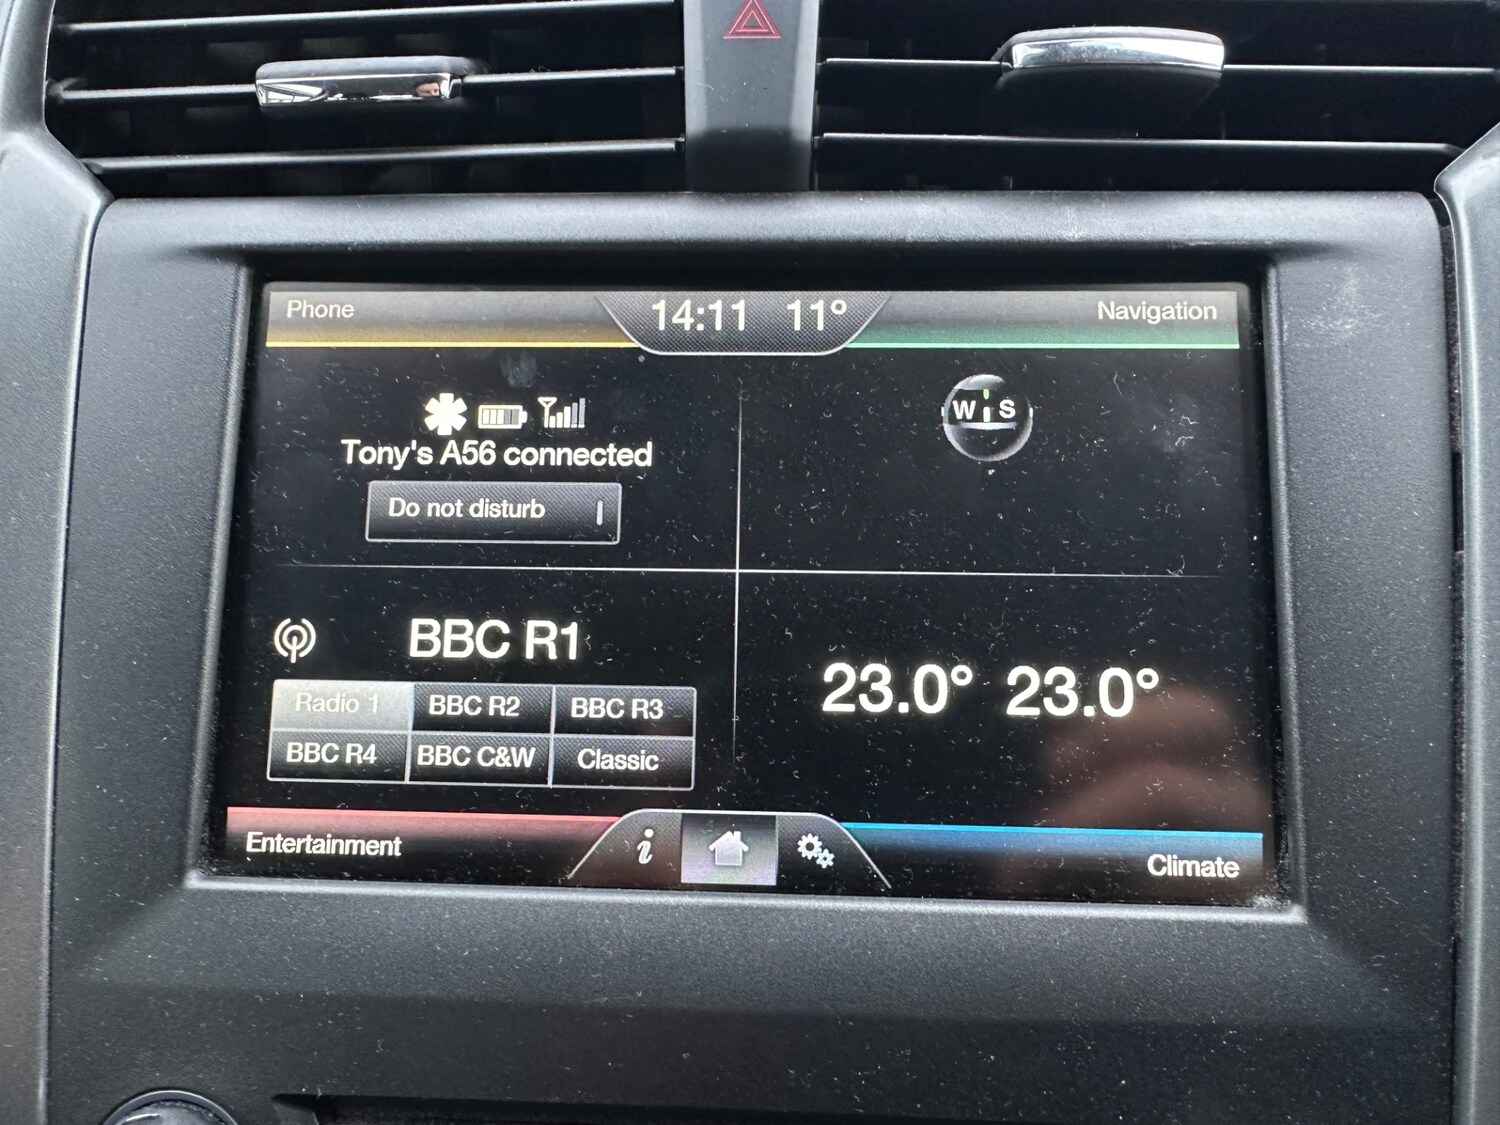 Phone
14:11 11°
Navigation
Tony's A56 connected
Do not disturb
W S
BBC R1
Radio 1 BBC R2 BBC R3
BBC R4 BBC C&W Classic
23.0° 23.0°
Entertainment
i
Climate